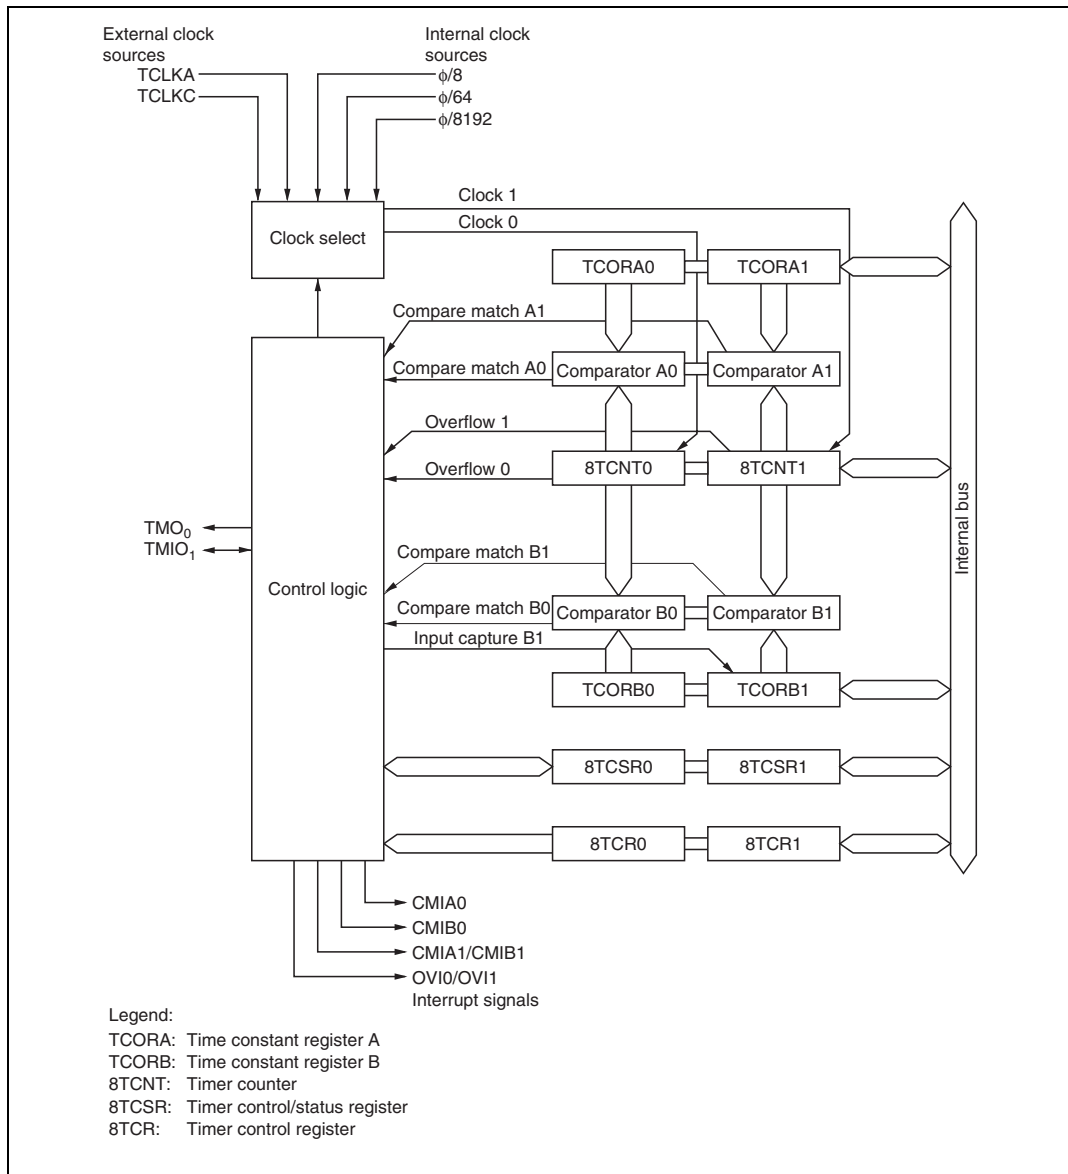 External clock
sources
TCLKA
TCLKC
Internal clock
sources
ϕ/8
ϕ/64
ϕ/8192
Clock 1
Clock 0
Clock select
TCORA0
TCORA1
Compare match A1
Compare match A0
Comparator A0
Comparator A1
Overflow 1
Overflow 0
8TCNT0
8TCNT1
Internal bus
TMO0
TMIO1
Control logic
Compare match B1
Compare match B0
Comparator B0
Comparator B1
Input capture B1
TCORB0
TCORB1
8TCSR0
8TCSR1
8TCR0
8TCR1
CMIA0
CMIB0
CMIA1/CMIB1
OVI0/OVI1
Interrupt signals
Legend:
TCORA: Time constant register A
TCORB: Time constant register B
8TCNT: Timer counter
8TCSR: Timer control/status register
8TCR: Timer control register